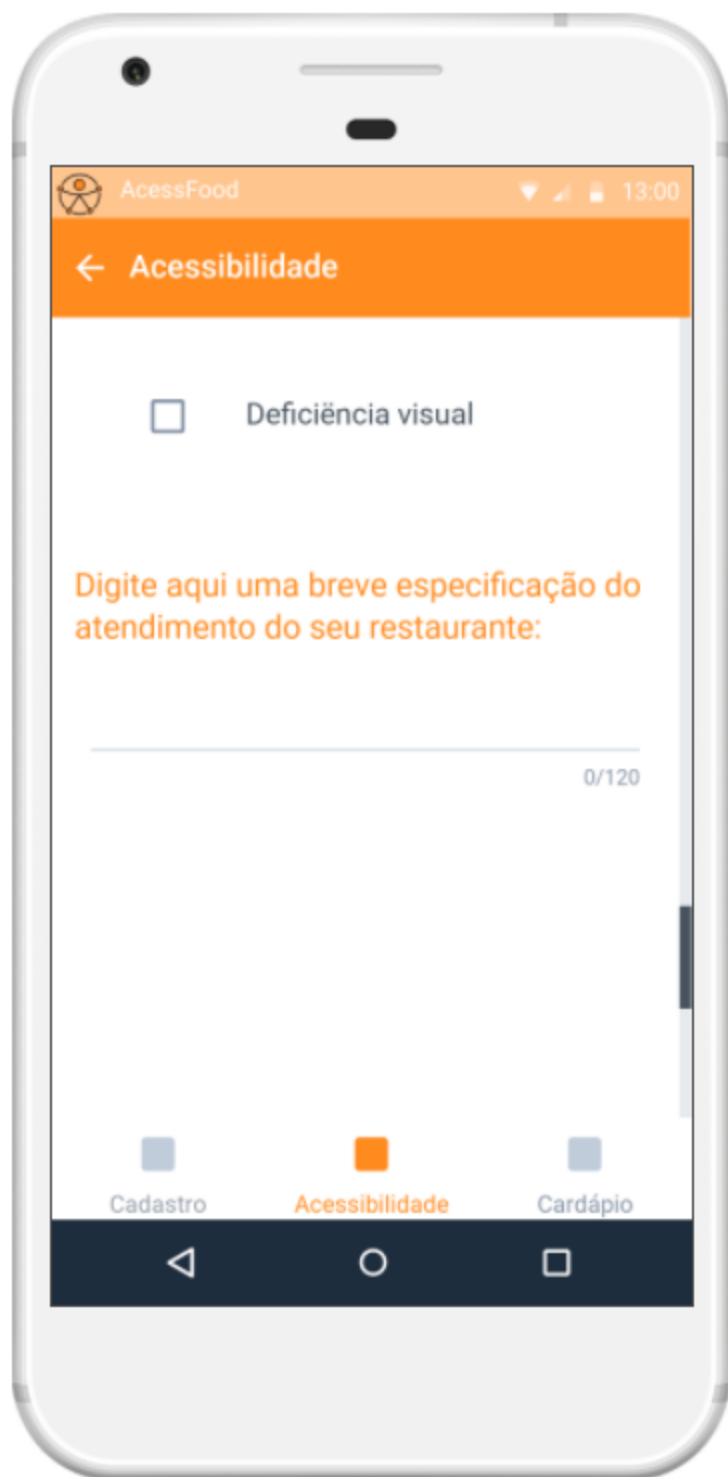 AcessFood 13:00
Acessibilidade
Deficiëncia visual
Digite aqui uma breve especificação do
atendimento do seu restaurante:
0/120
Cadastro Acessibilidade Cardápio